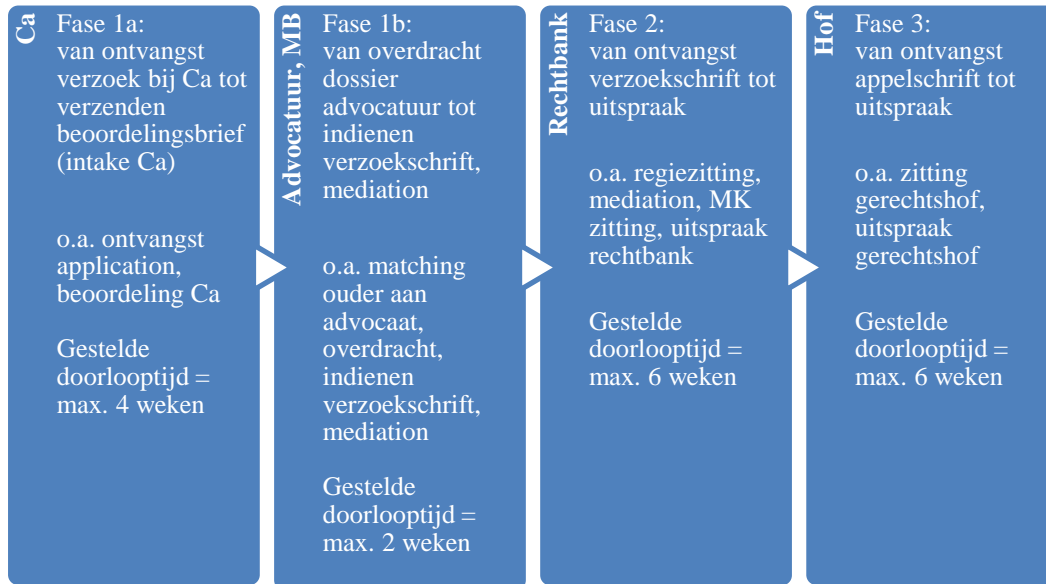 Ca
Fase 1a:
van ontvangst
verzoek bij Ca tot
verzenden
beoordelingsbrief
(intake Ca)
o.a. ontvangst
application,
beoordeling Ca
Gestelde
doorlooptijd =
max. 4 weken
Advocatuur, MB
Fase 1b:
van overdracht
dossier
advocatuur tot
indienen
verzoekschrift,
mediation
o.a. matching
ouder aan
advocaat,
overdracht,
indienen
verzoekschrift,
mediation
Gestelde
doorlooptijd =
max. 2 weken
Rechtbank
Fase 2:
van ontvangst
verzoekschrift tot
uitspraak
o.a. regiezitting,
mediation, MK
zitting, uitspraak
rechtbank
Gestelde
doorlooptijd =
max. 6 weken
Hof
Fase 3:
van ontvangst
appelschrift tot
uitspraak
o.a. zitting
gerechtshof,
uitspraak
gerechtshof
Gestelde
doorlooptijd =
max. 6 weken